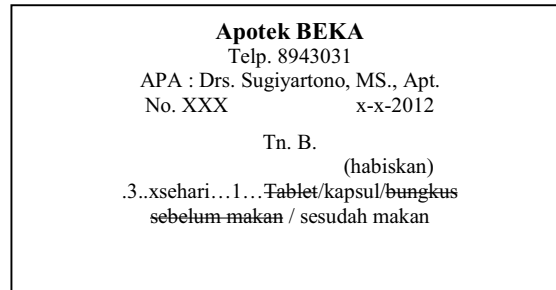 Apotek BEKA
Telp. 8943031
APA : Drs. Sugiyartono, MS., Apt.
No. XXX x-x-2012
Tn. B.
(habiskan)
.3..xsehari…1…Tablet/kapsul/bungkus
sebelum makan / sesudah makan